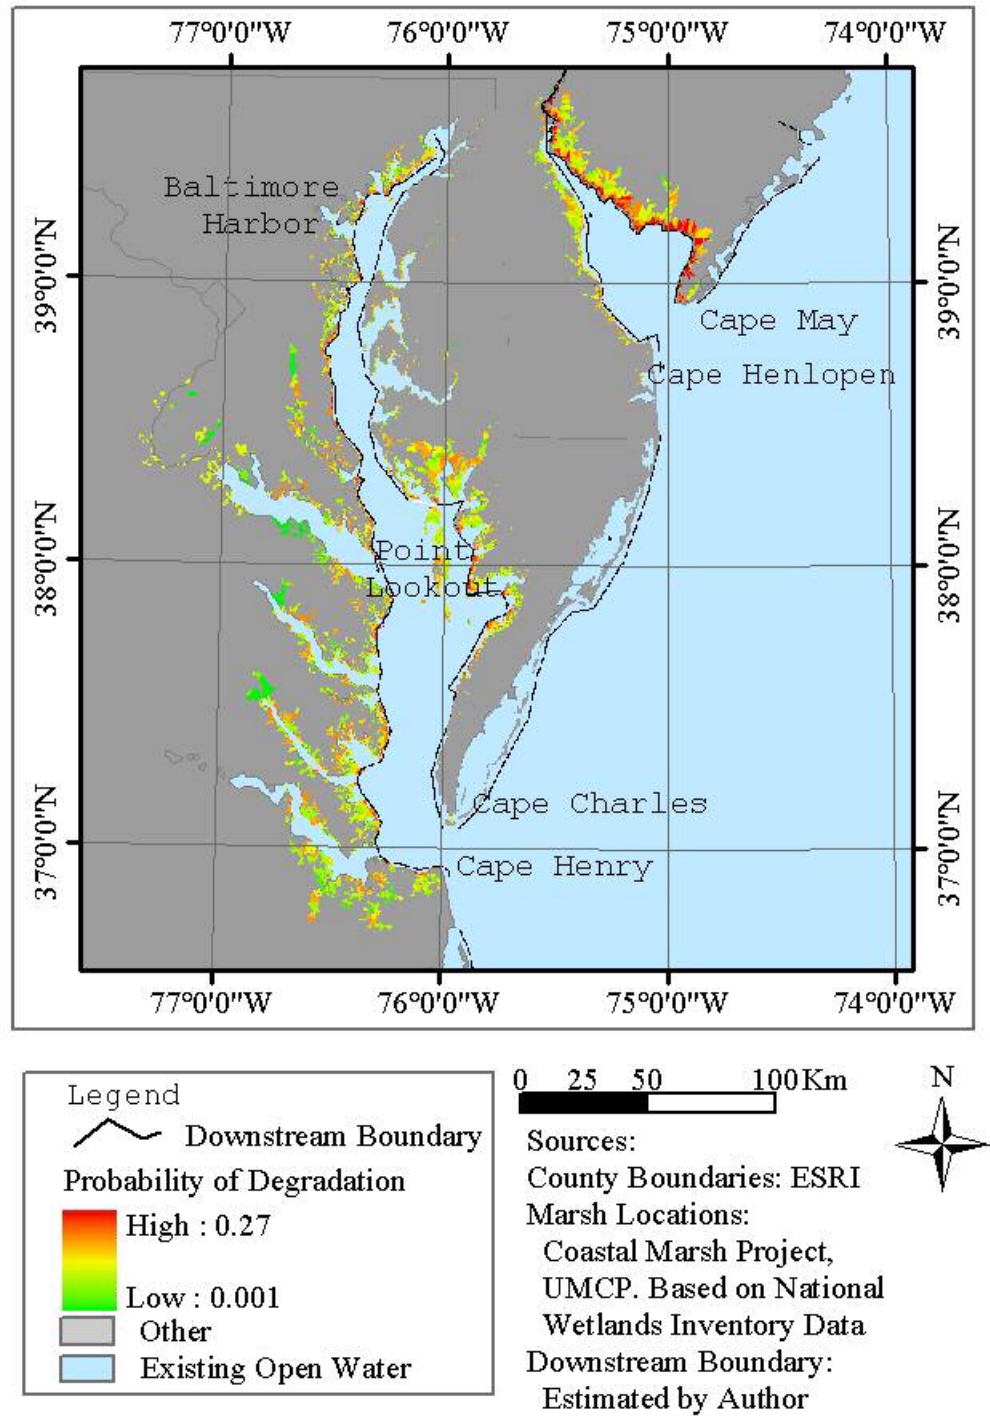 77°0'0"W 76°0'0"W 75°0'0"W 74°0'0"W
39°0'0"N
38°0'0"N
37°0'0"N
Baltimore
Harbor
Cape May
Cape Henlopen
Point
Lookout
Cape Charles
Cape Henry
39°0'0"N
38°0'0"N
37°0'0"N
77°0'0"W 76°0'0"W 75°0'0"W 74°0'0"W
Legend
Downstream Boundary
Probability of Degradation
High : 0.27
Low : 0.001
Other
Existing Open Water
0 25 50 100 Km
N
Sources:
County Boundaries: ESRI
Marsh Locations:
Coastal Marsh Project,
UMCP. Based on National
Wetlands Inventory Data
Downstream Boundary:
Estimated by Author